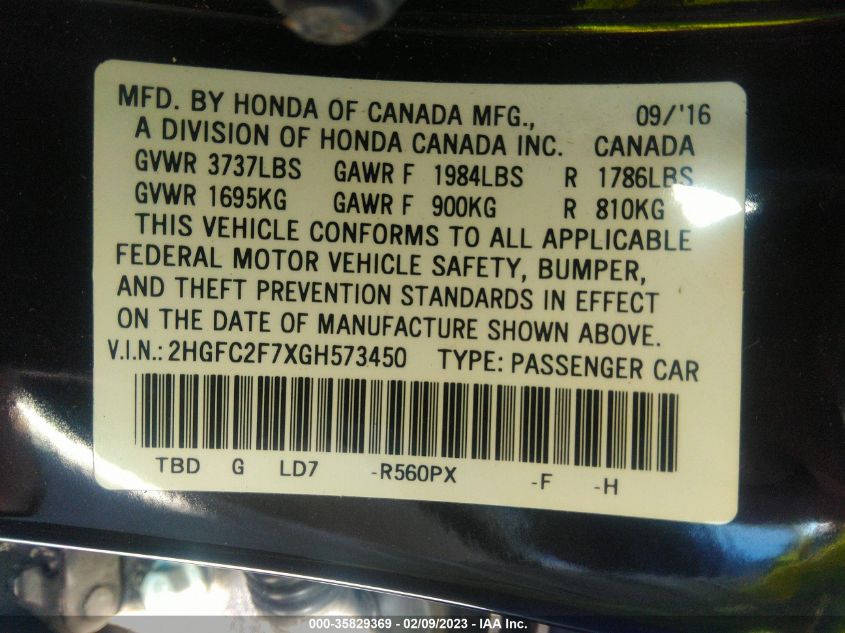 MFD. BY HONDA OF CANADA MFG., 09/'16
A DIVISION OF HONDA CANADA INC. CANADA
GVWR 3737LBS GAWR F 1984LBS R 1786LBS
GVWR 1695KG GAWR F 900KG R 810KG
THIS VEHICLE CONFORMS TO ALL APPLICABLE
FEDERAL MOTOR VEHICLE SAFETY, BUMPER,
AND THEFT PREVENTION STANDARDS IN EFFECT
ON THE DATE OF MANUFACTURE SHOWN ABOVE.
V.I.N.: 2HGFC2F7XGH573450 TYPE: PASSENGER CAR
TBD G LD7 -R560PX -F -H
000-35829369 - 02/09/2023 - IAA Inc.